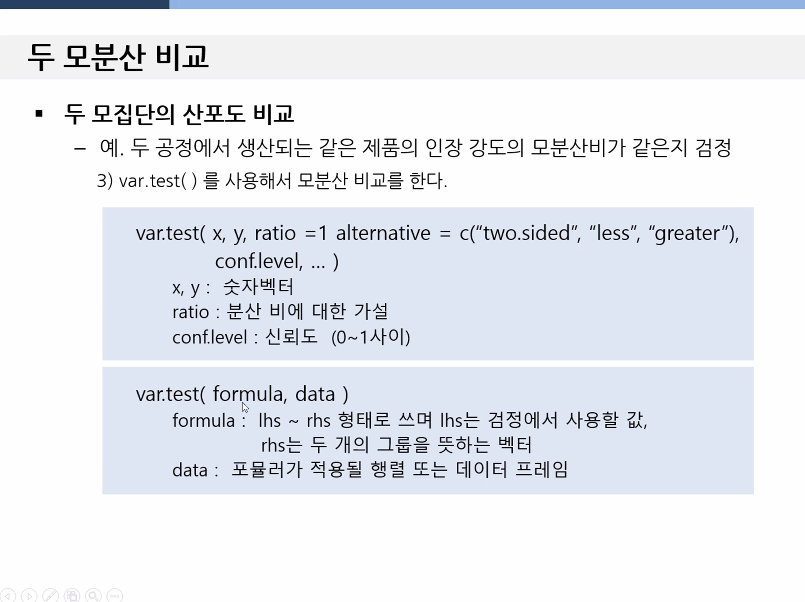 두 모분산 비교
▪ 두 모집단의 산포도 비교
– 예. 두 공정에서 생산되는 같은 제품의 인장 강도의 모분산비가 같은지 검정
3) var.test( ) 를 사용해서 모분산 비교를 한다.
var.test( x, y, ratio =1 alternative = c(“two.sided”, “less”, “greater”),
conf.level, … )
x, y : 숫자벡터
ratio : 분산 비에 대한 가설
conf.level : 신뢰도 (0~1사이)
var.test( formula, data )
formula : lhs ~ rhs 형태로 쓰며 lhs는 검정에서 사용할 값,
rhs는 두 개의 그룹을 뜻하는 벡터
data : 포뮬러가 적용될 행렬 또는 데이터 프레임